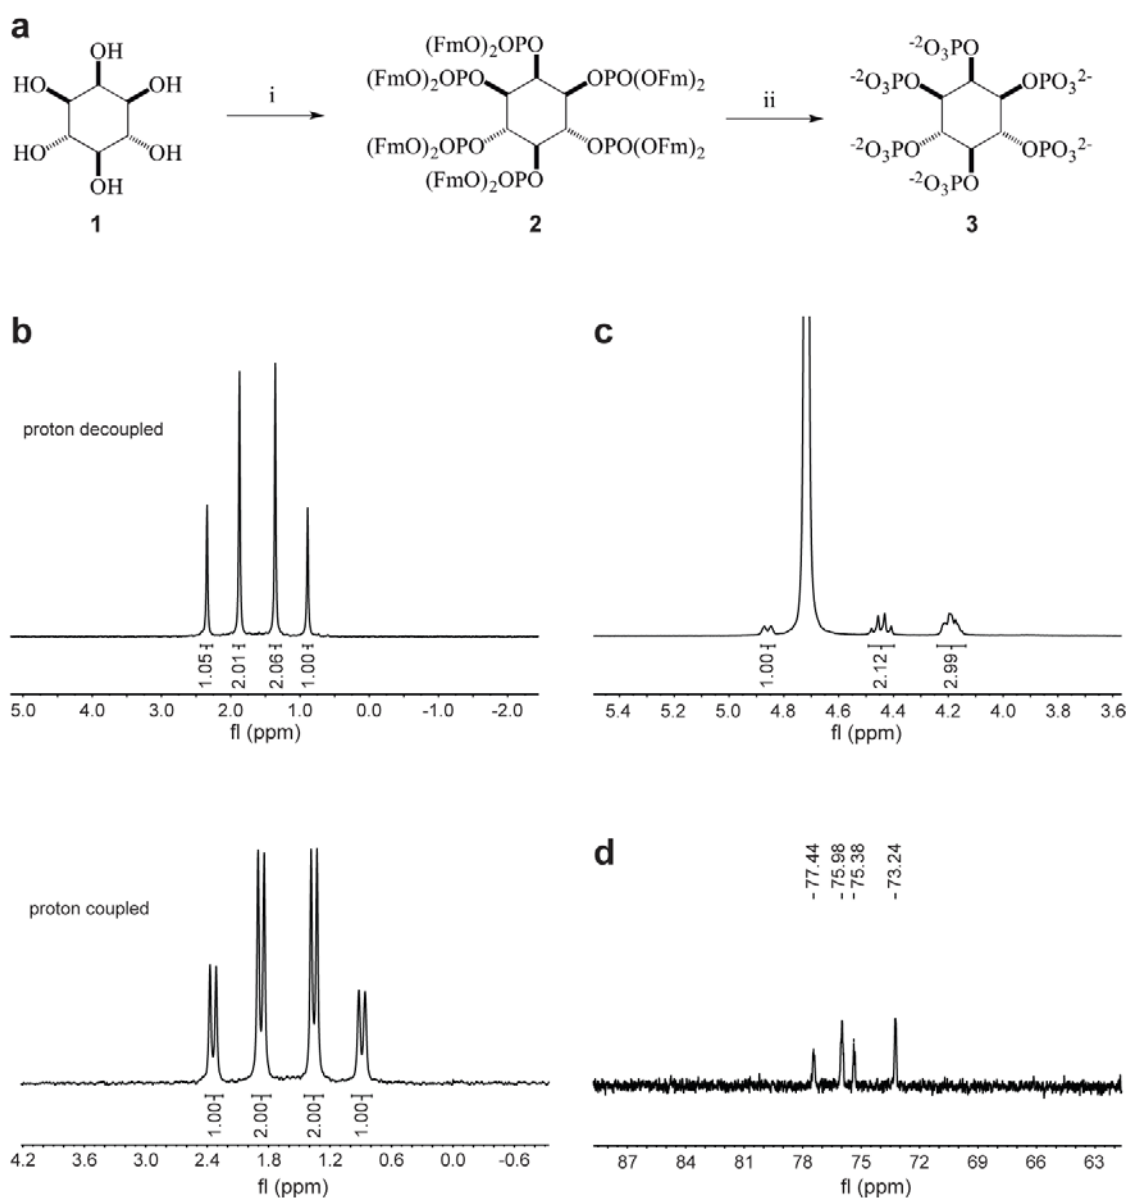 a
OH
HO
OH
HO
OH
OH
1
i
(FmO)₂OPO
(FmO)₂OPO
OPO(OFm)₂
(FmO)₂OPO
OPO(OFm)₂
(FmO)₂OPO
2
ii
⁻²O₃PO
⁻²O₃PO
OPO₃²⁻
⁻²O₃PO
OPO₃²⁻
⁻²O₃PO
3
b
proton decoupled
1.05
2.01
2.06
1.00
5.0 4.0 3.0 2.0 1.0 0.0 -1.0 -2.0
fl (ppm)
c
1.00
2.12
2.99
5.4 5.0 4.8 4.6 4.4 4.2 4.0 3.8 3.6
fl (ppm)
proton coupled
1.00
2.00
2.00
1.00
4.2 3.6 3.0 2.4 1.8 1.2 0.6 0.0 -0.6
fl (ppm)
d
77.44
75.98
75.38
73.24
87 84 81 78 75 72 69 66 63
fl (ppm)